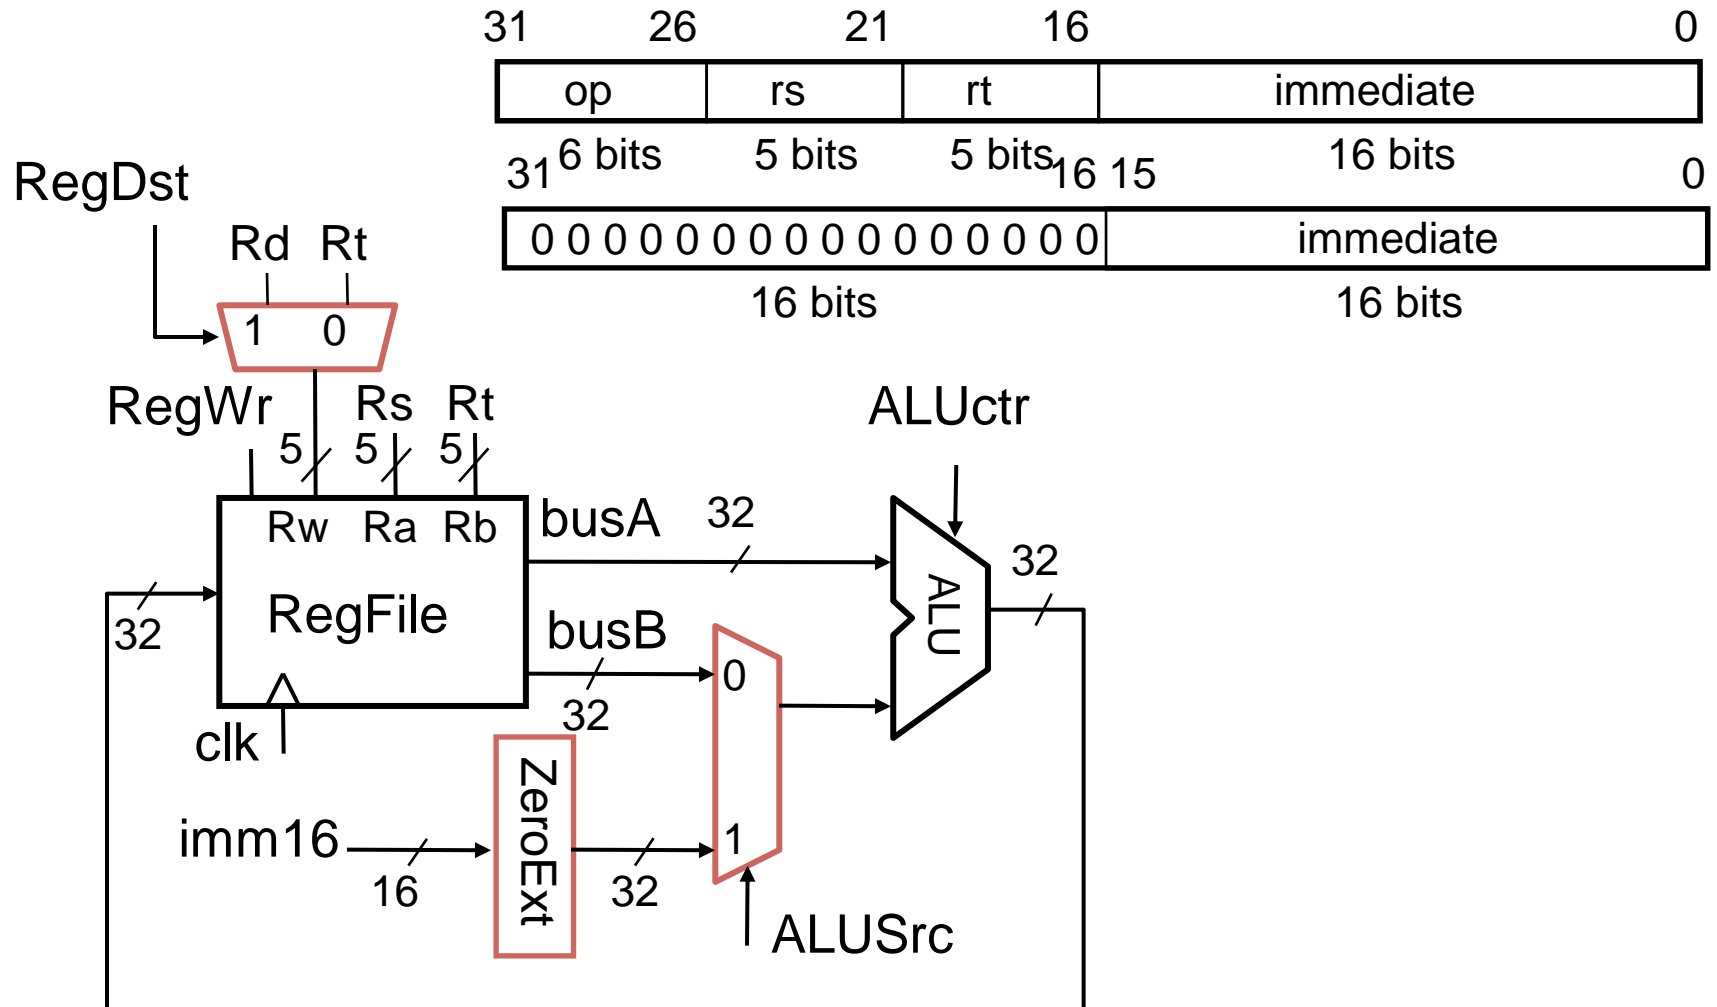 31 26 21 16 0
op rs rt immediate
6 bits 5 bits 5 bits 16 bits
31 16 15 0
0 0 0 0 0 0 0 0 0 0 0 0 0 0 0 0 immediate
16 bits 16 bits
RegDst
Rd Rt
1 0
RegWr Rs Rt ALUctr
5 5 5
Rw Ra Rb busA 32
32 RegFile busB ALU 32
0
32
clk
imm16 16 ZeroExt 32 1
ALUSrc